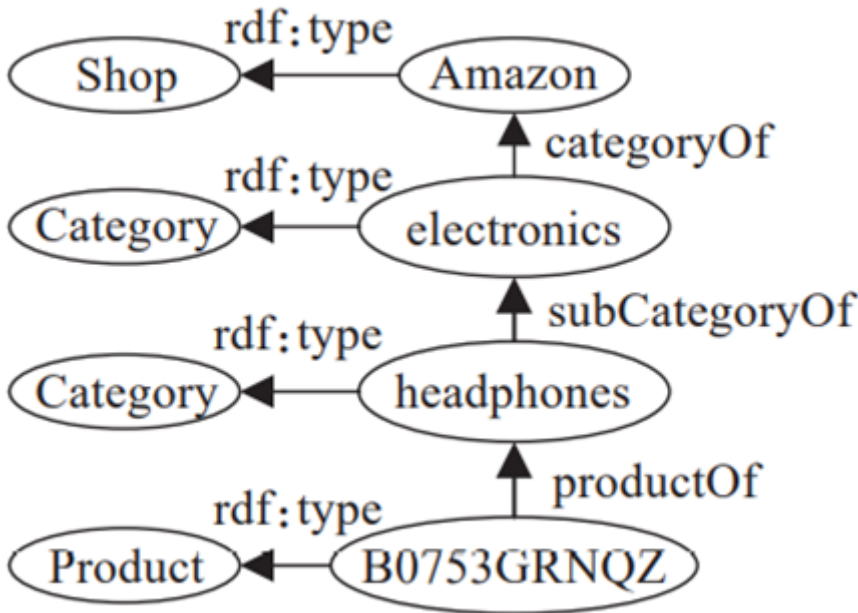 rdf:type
Shop Amazon
categoryOf
rdf:type
Category electronics
subCategoryOf
rdf:type
Category headphones
productOf
rdf:type
Product B0753GRNQZ